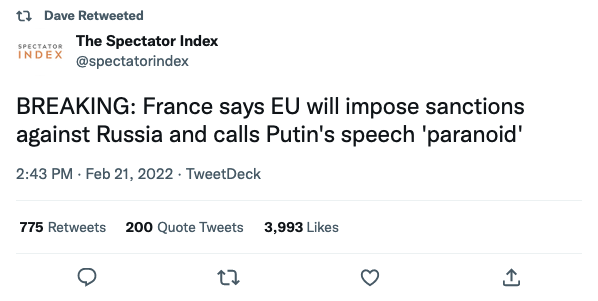 Dave Retweeted
SPECTATOR
INDEX
The Spectator Index
@spectatorindex
BREAKING: France says EU will impose sanctions
against Russia and calls Putin's speech 'paranoid'
2:43 PM · Feb 21, 2022 · TweetDeck
775 Retweets 200 Quote Tweets 3,993 Likes